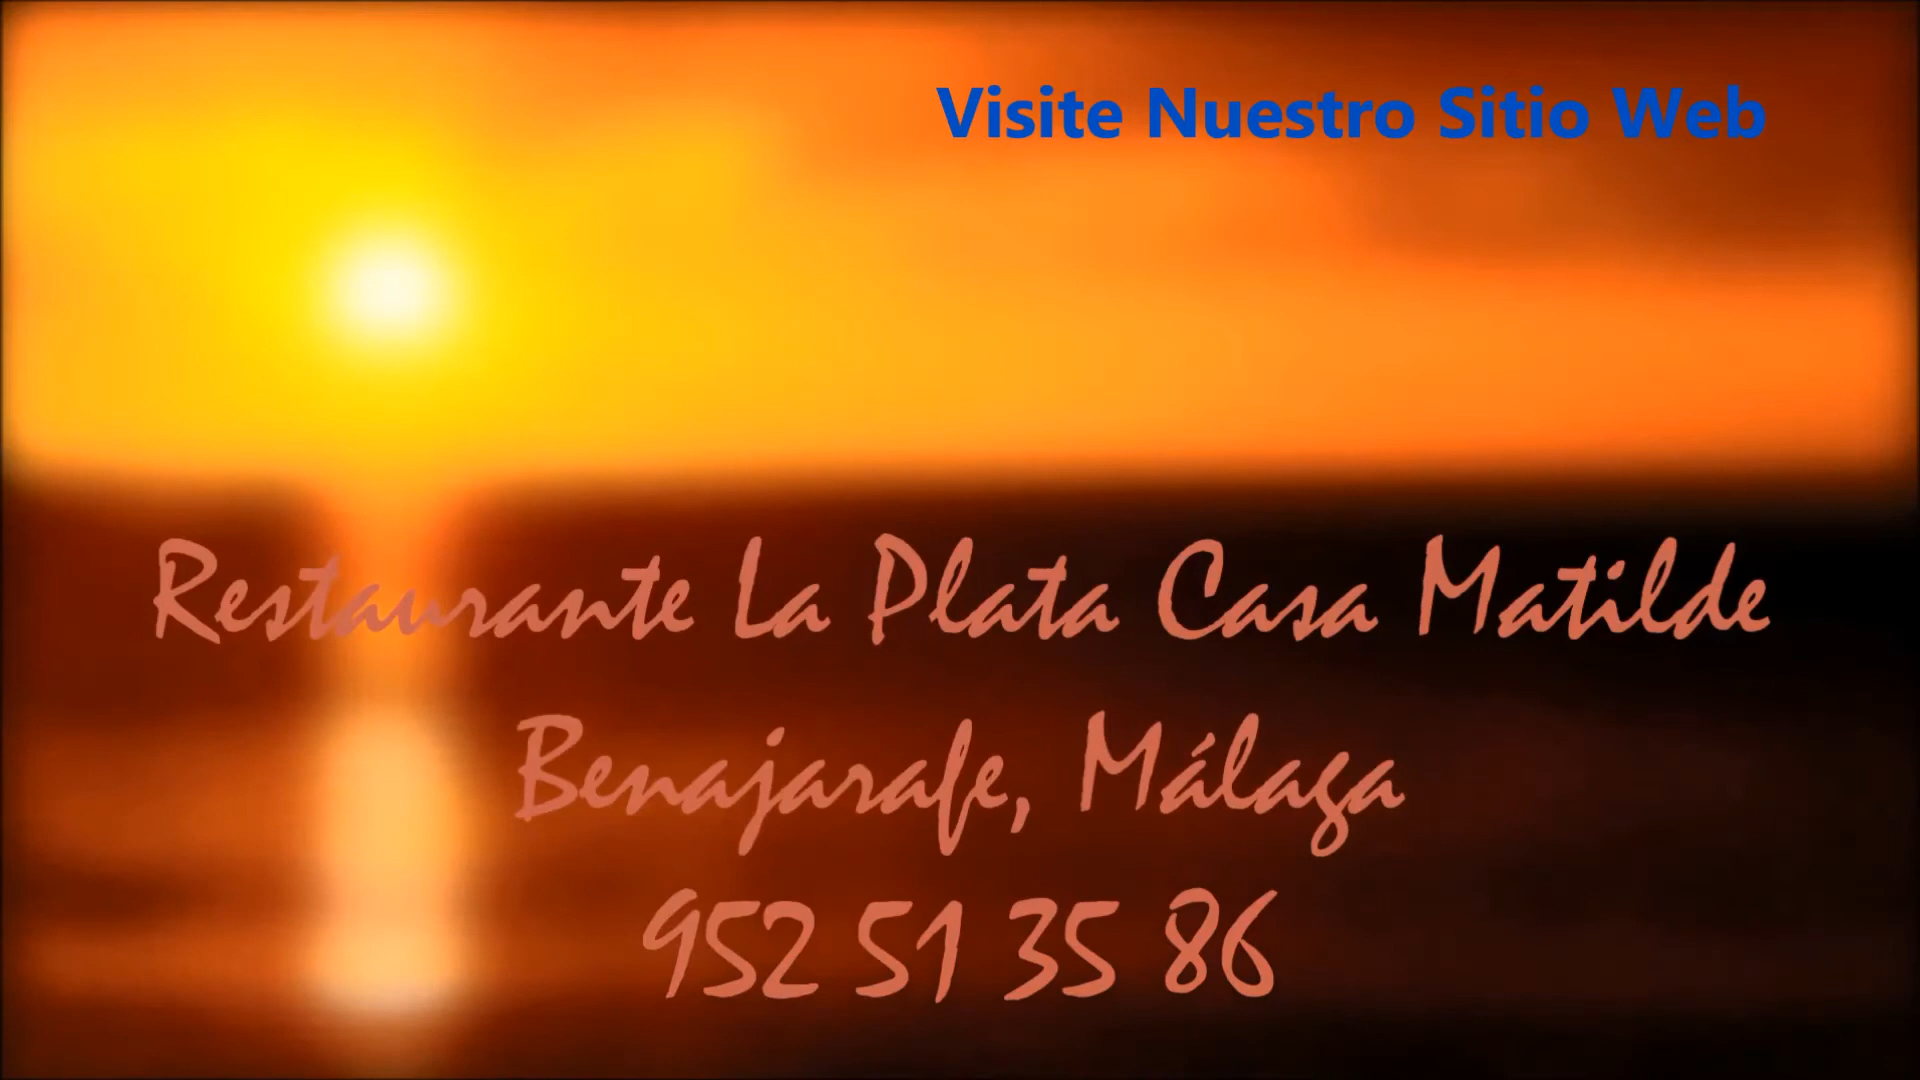 Visite Nuestro Sitio Web
Restaurante La Plata Casa Matilde
Benajarafe, Málaga
952 51 35 86